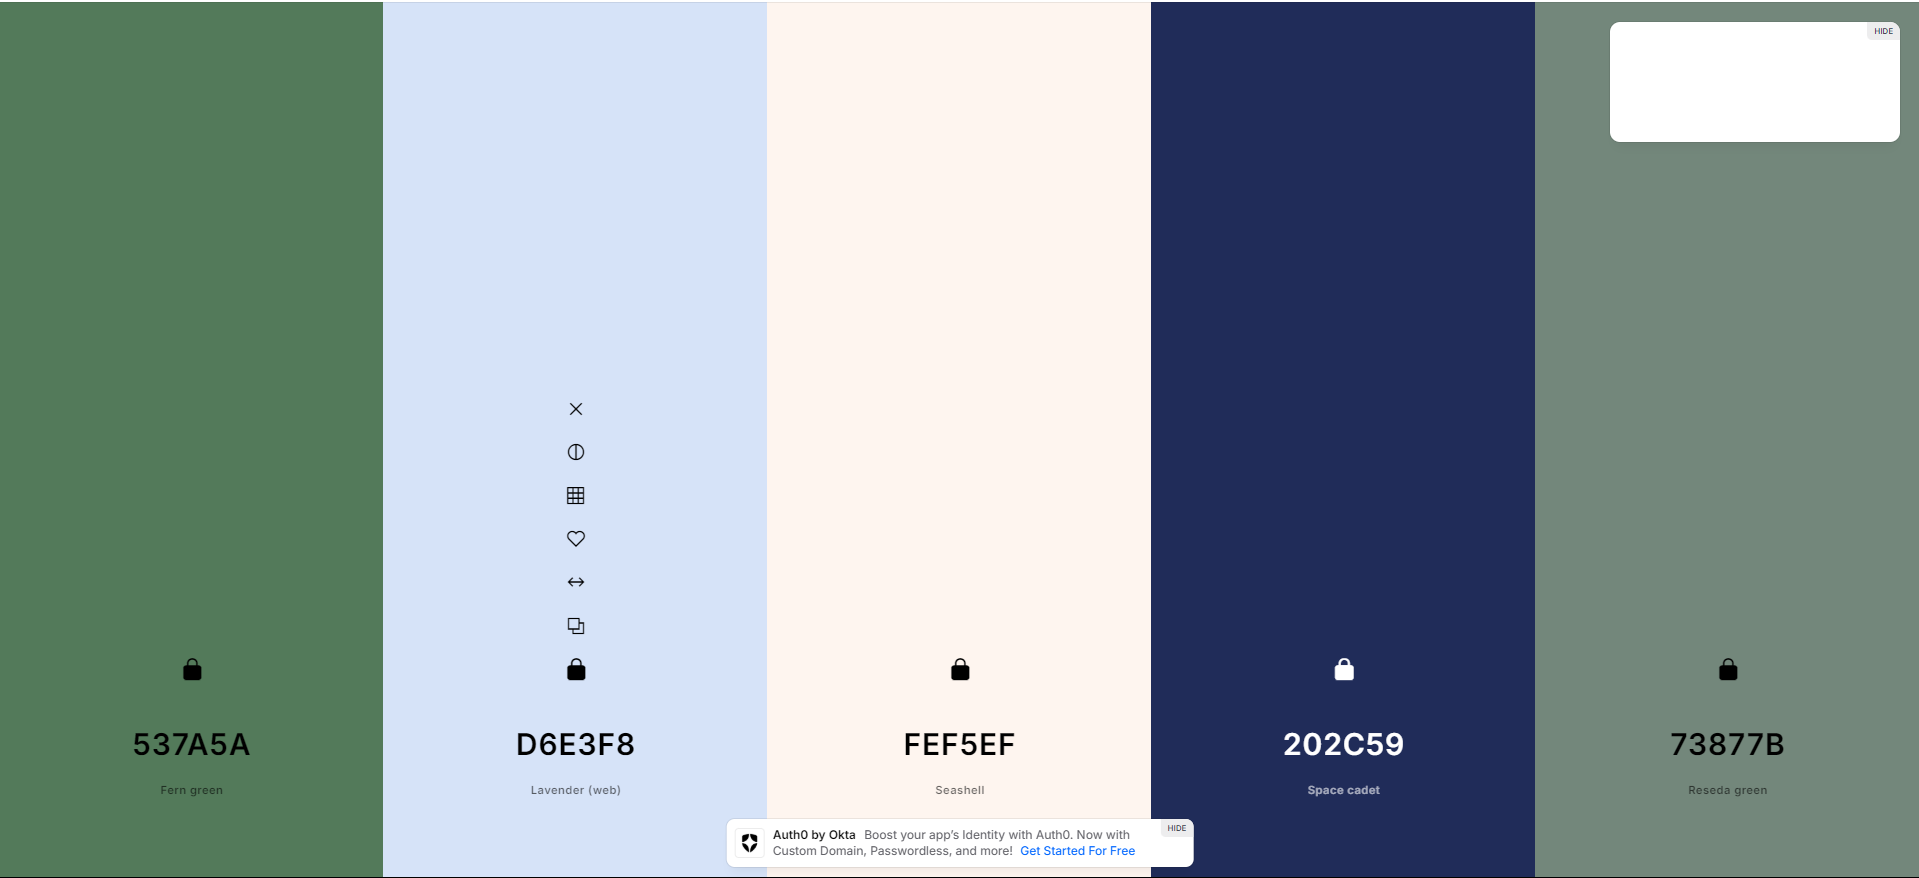 HIDE
537A5A
Fern green
D6E3F8
Lavender (web)
FEF5EF
Seashell
202C59
Space cadet
73877B
Reseda green
Auth0 by Okta Boost your app’s Identity with Auth0. Now with
Custom Domain, Passwordless, and more! Get Started For Free
HIDE